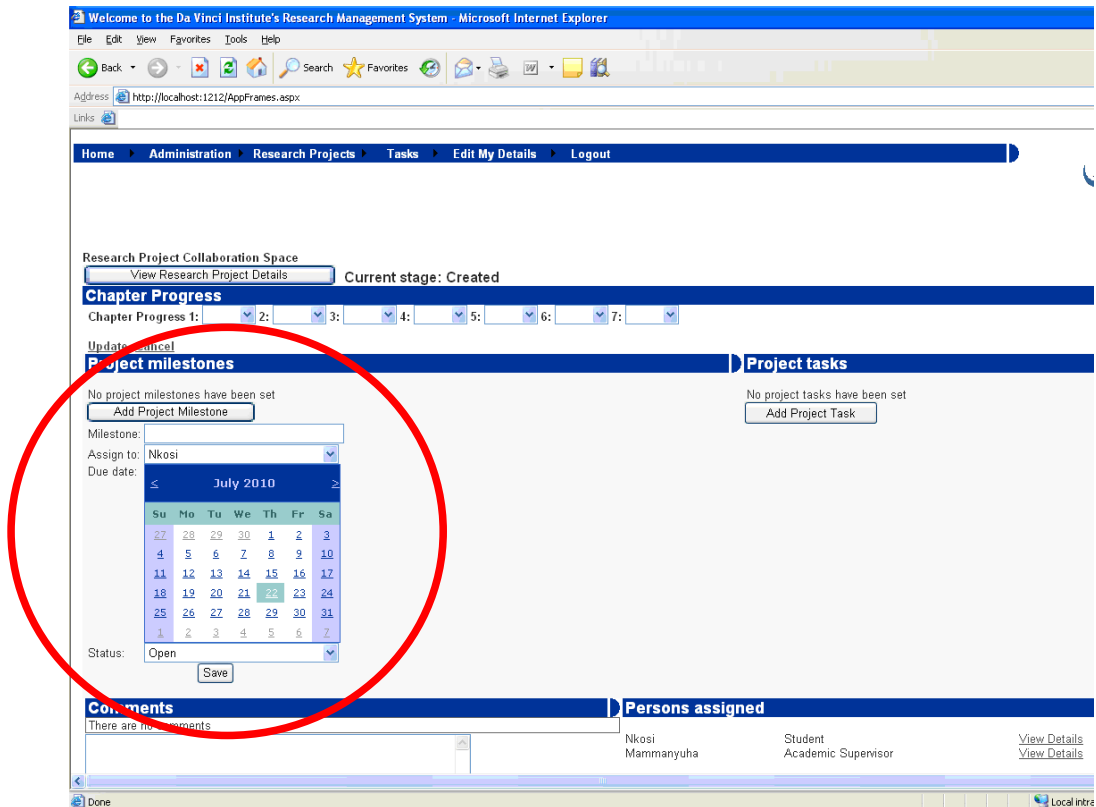 Welcome to the Da Vinci Institute's Research Management System - Microsoft Internet Explorer
File Edit View Favorites Tools Help
Back Search Favorites
Address http://localhost:1212/AppFrames.aspx
Links
Home Administration Research Projects Tasks Edit My Details Logout
Research Project Collaboration Space
View Research Project Details Current stage: Created
Chapter Progress
Chapter Progress 1: 2: 3: 4: 5: 6: 7:
Update Cancel
Project milestones Project tasks
No project milestones have been set No project tasks have been set
Add Project Milestone Add Project Task
Milestone:
Assign to: Nkosi
Due date:
< July 2010 >
Su Mo Tu We Th Fr Sa
27 28 29 30 1 2 3
4 5 6 7 8 9 10
11 12 13 14 15 16 17
18 19 20 21 22 23 24
25 26 27 28 29 30 31
1 2 3 4 5 6 7
Status: Open
Save
Comments Persons assigned
There are no comments
Nkosi Student View Details
Mammanyuha Academic Supervisor View Details
Done Local intra